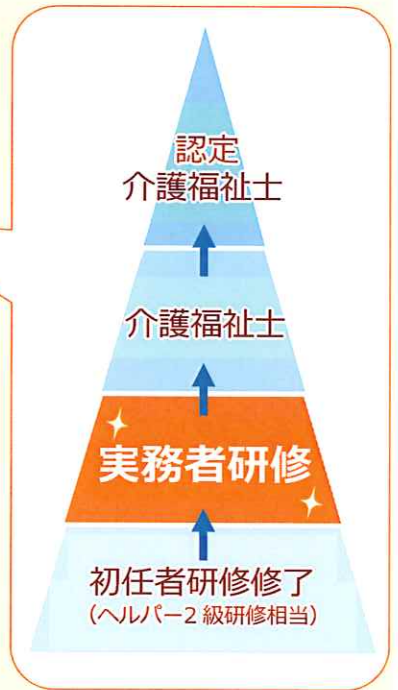 認定
介護福祉士
介護福祉士
実務者研修
初任者研修修了
(ヘルパー2 級研修相当)